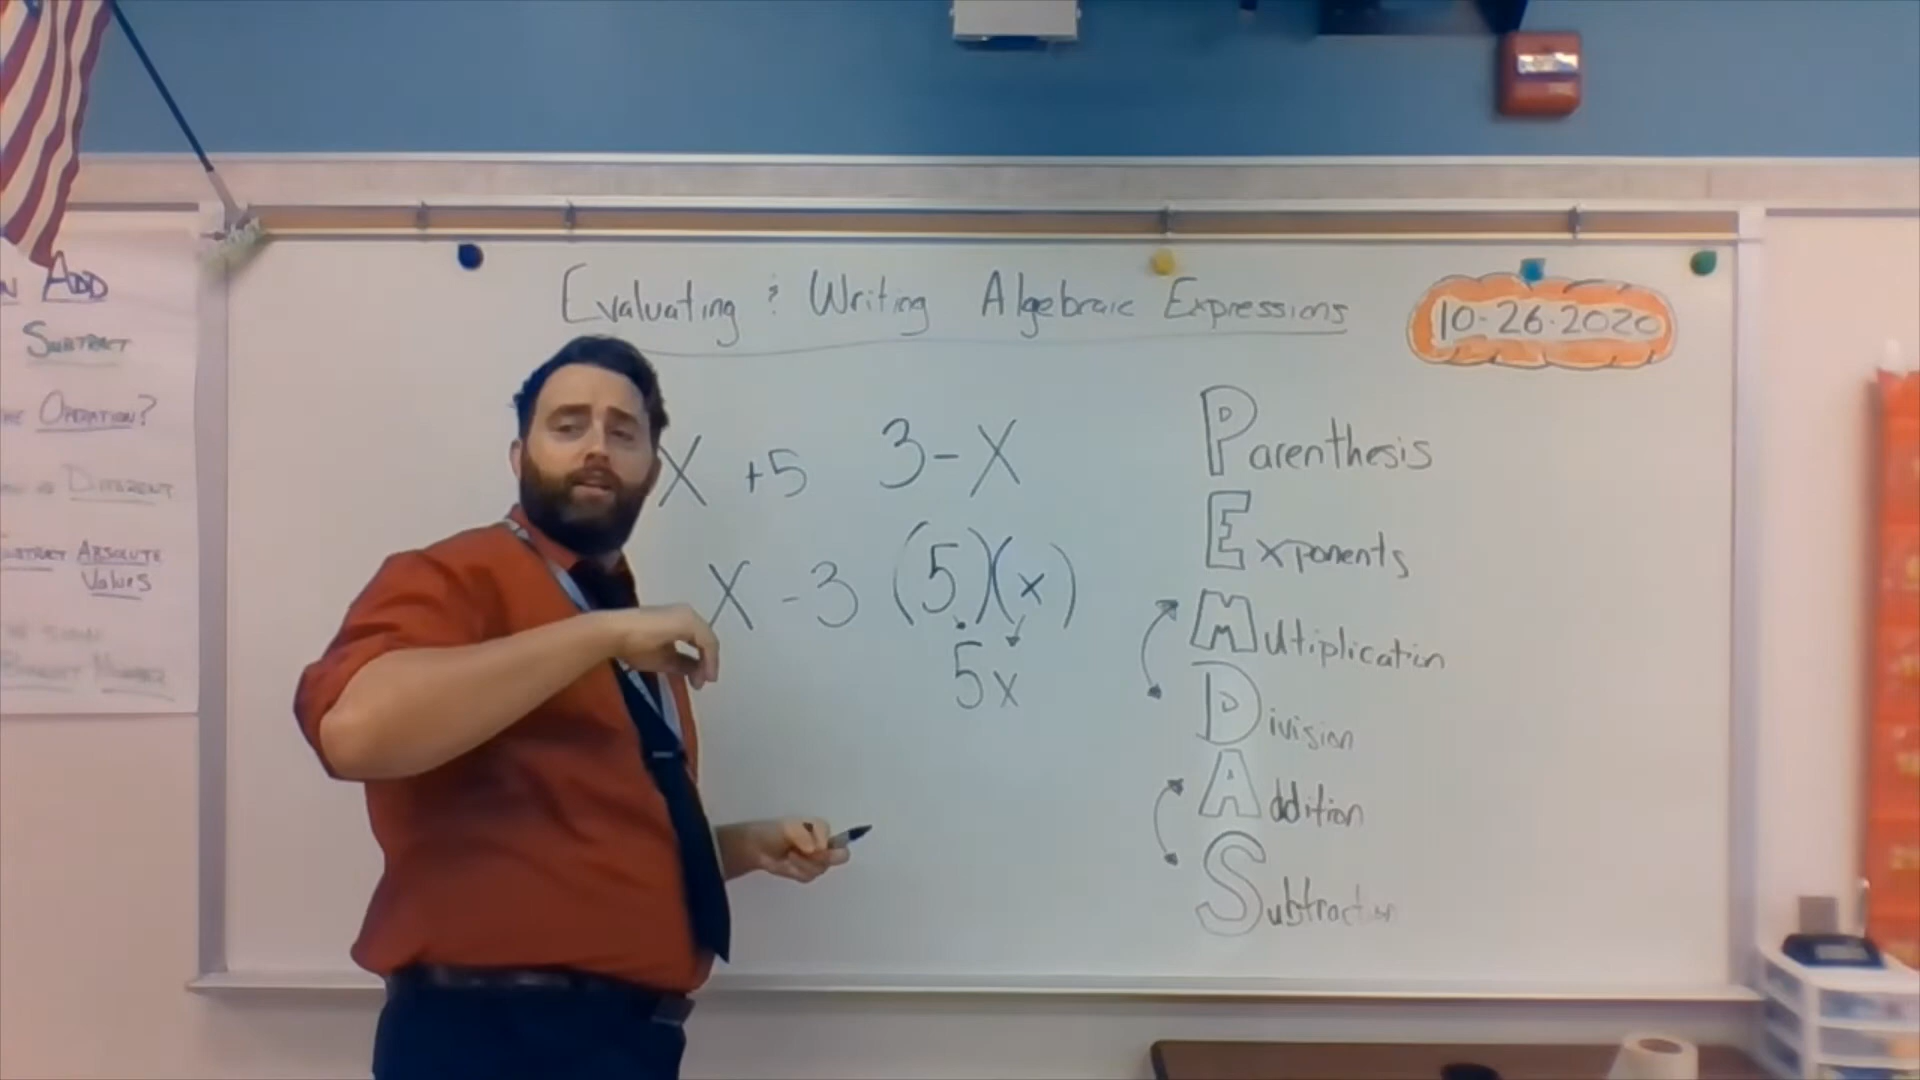 Evaluating & Writing Algebraic Expressions
10-26-2020
X +5
3-X
X -3
(5)(x)
5x
Parenthesis
Exponents
Multiplication
Division
Addition
Subtraction
ADD
SUBTRACT
OPERATION?
DIFFERENT
ABSOLUTE
VALUES
NUMBER